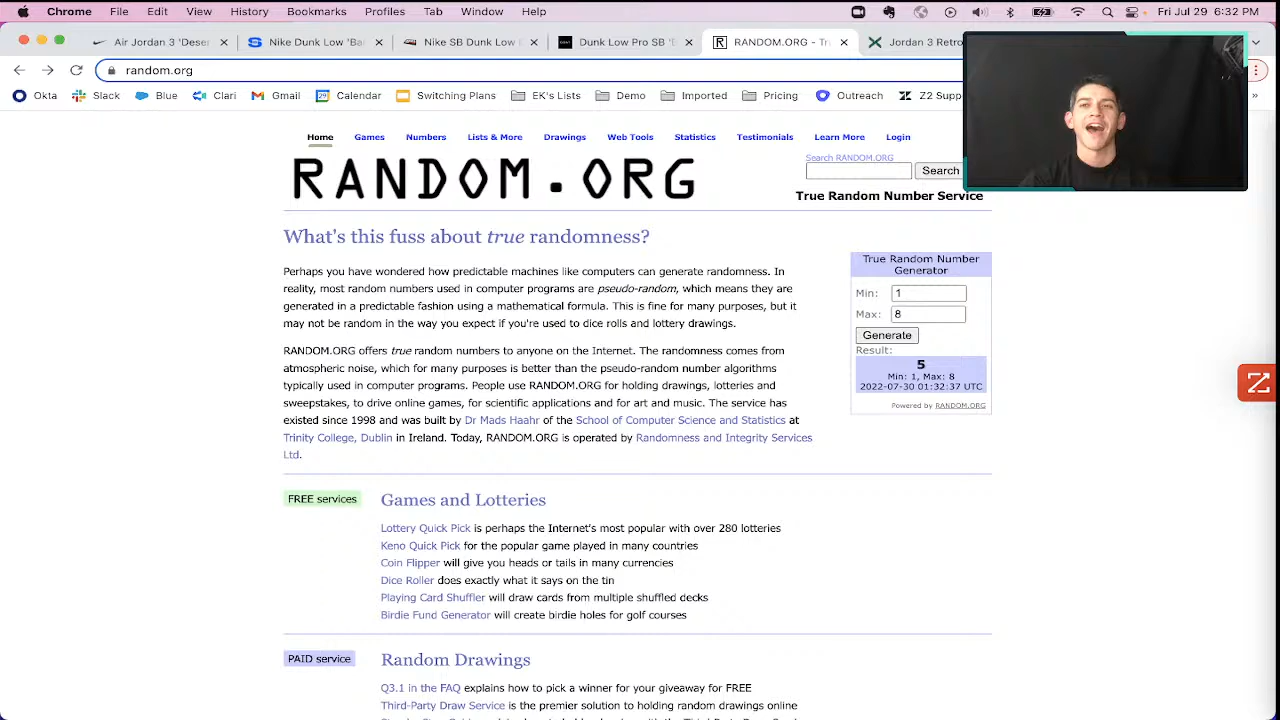 Chrome File Edit View History Bookmarks Profiles Tab Window Help Fri Jul 29 6:32 PM
Air Jordan 3 'Deser Nike Dunk Low 'Ba Nike SB Dunk Low Dunk Low Pro SB RANDOM.ORG - Tr Jordan 3 Retro
random.org
Okta Slack Blue Clari Gmail Calendar Switching Plans EK's Lists Demo Imported Pricing Outreach Z2 Supp »
Home Games Numbers Lists & More Drawings Web Tools Statistics Testimonials Learn More Login
RANDOM.ORG
Search RANDOM.ORG
Search
True Random Number Service
What's this fuss about true randomness?
Perhaps you have wondered how predictable machines like computers can generate randomness. In
reality, most random numbers used in computer programs are pseudo-random, which means they are
generated in a predictable fashion using a mathematical formula. This is fine for many purposes, but it
may not be random in the way you expect if you're used to dice rolls and lottery drawings.
RANDOM.ORG offers true random numbers to anyone on the Internet. The randomness comes from
atmospheric noise, which for many purposes is better than the pseudo-random number algorithms
typically used in computer programs. People use RANDOM.ORG for holding drawings, lotteries and
sweepstakes, to drive online games, for scientific applications and for art and music. The service has
existed since 1998 and was built by Dr Mads Haahr of the School of Computer Science and Statistics at
Trinity College, Dublin in Ireland. Today, RANDOM.ORG is operated by Randomness and Integrity Services
Ltd.
True Random Number
Generator
Min: 1
Max: 8
Generate
Result:
5
Min: 1, Max: 8
2022-07-30 01:32:37 UTC
Powered by RANDOM.ORG
FREE services
Games and Lotteries
Lottery Quick Pick is perhaps the Internet's most popular with over 280 lotteries
Keno Quick Pick for the popular game played in many countries
Coin Flipper will give you heads or tails in many currencies
Dice Roller does exactly what it says on the tin
Playing Card Shuffler will draw cards from multiple shuffled decks
Birdie Fund Generator will create birdie holes for golf courses
PAID service
Random Drawings
Q3.1 in the FAQ explains how to pick a winner for your giveaway for FREE
Third-Party Draw Service is the premier solution to holding random drawings online